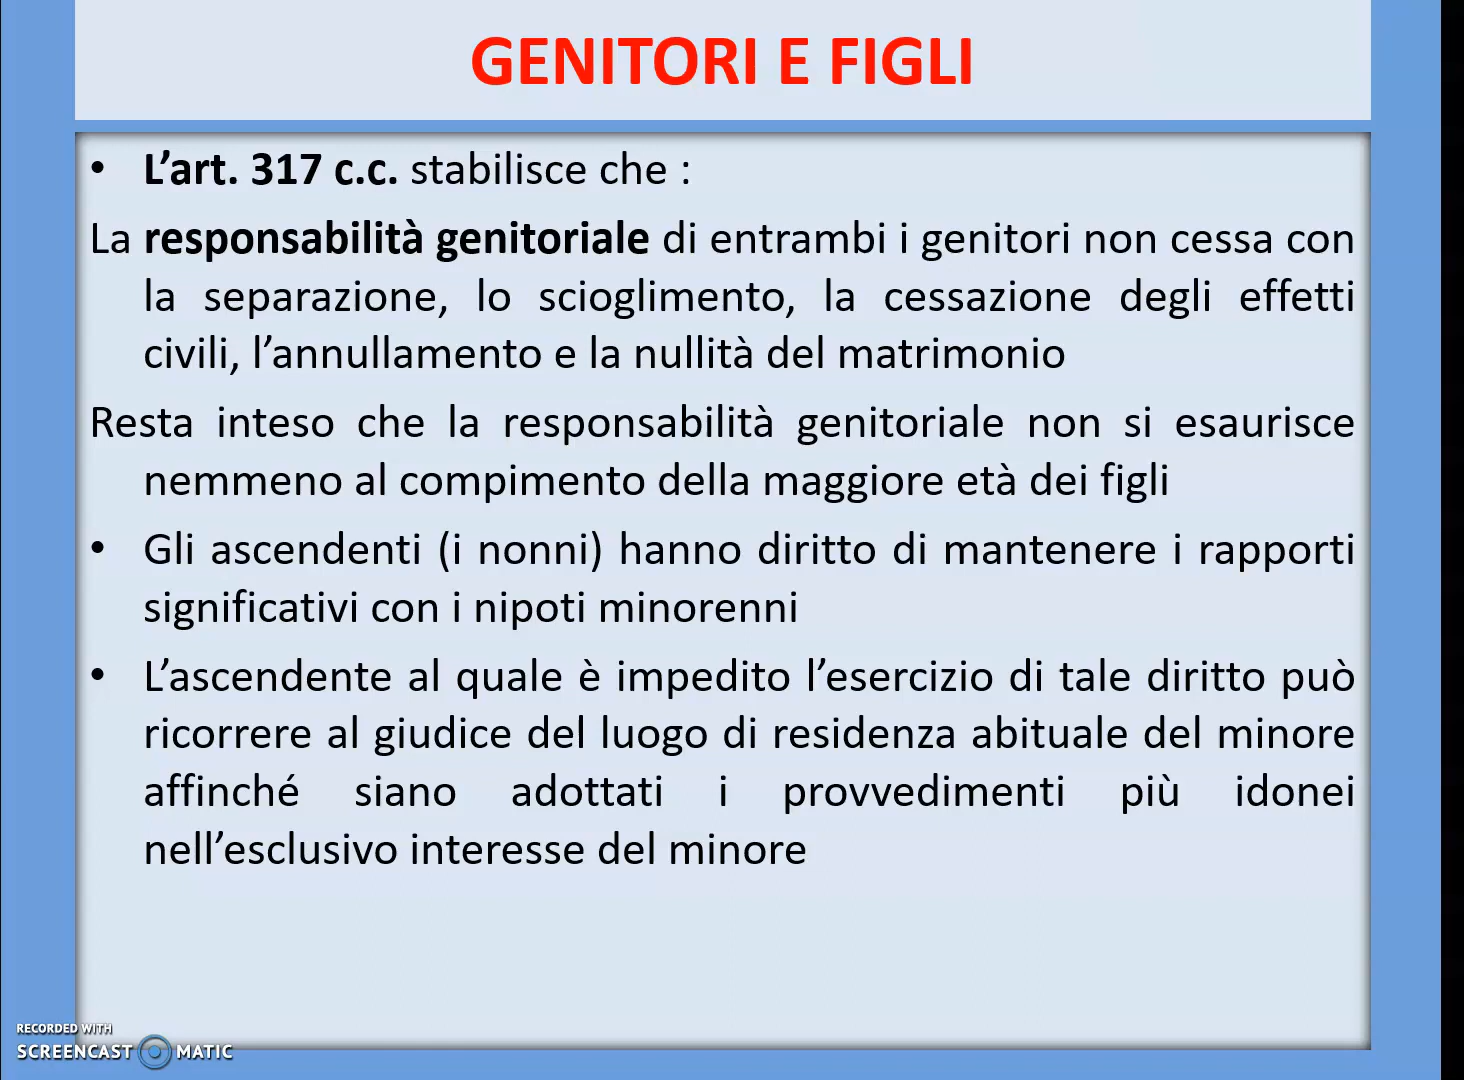 GENITORI E FIGLI
• L’art. 317 c.c. stabilisce che :
La responsabilità genitoriale di entrambi i genitori non cessa con
la separazione, lo scioglimento, la cessazione degli effetti
civili, l’annullamento e la nullità del matrimonio
Resta inteso che la responsabilità genitoriale non si esaurisce
nemmeno al compimento della maggiore età dei figli
• Gli ascendenti (i nonni) hanno diritto di mantenere i rapporti
significativi con i nipoti minorenni
• L’ascendente al quale è impedito l’esercizio di tale diritto può
ricorrere al giudice del luogo di residenza abituale del minore
affinché siano adottati i provvedimenti più idonei
nell’esclusivo interesse del minore
RECORDED WITH
SCREENCAST MATIC